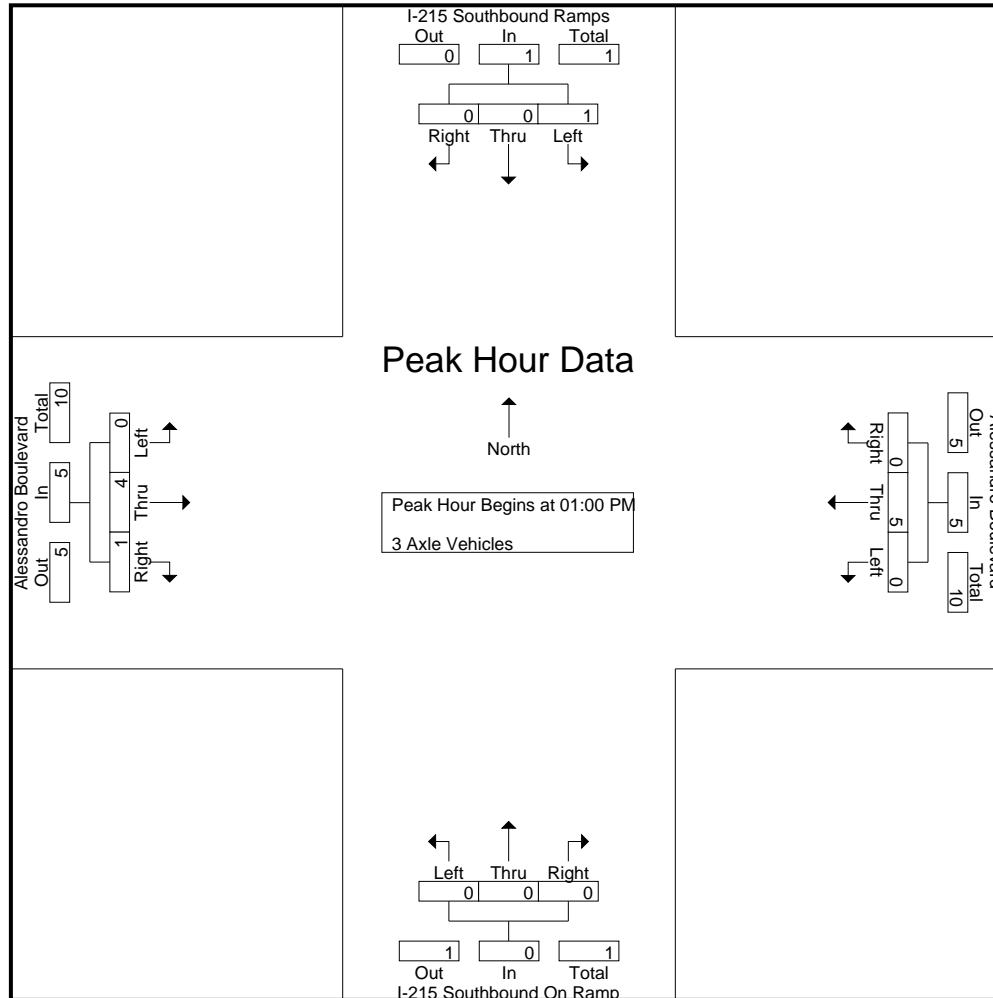 I-215 Southbound Ramps
Out In Total
0 1 1
0 0 1
Right Thru Left
Peak Hour Data
North
Peak Hour Begins at 01:00 PM
3 Axle Vehicles
Alessandro Boulevard
Out In Total
5 5 10
1 4 0
Right Thru Left
Out In Total
5 5 10
0 5 0
Right Thru Left
Left Thru Right
0 0 0
1 0 1
Out In Total
I-215 Southbound On Ramp